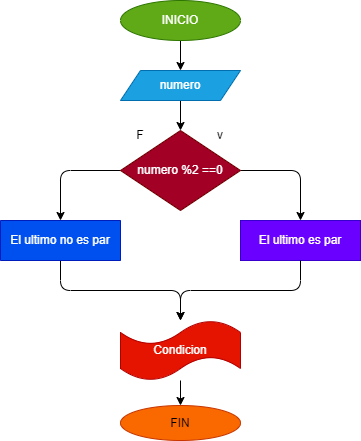 INICIO
numero
F
v
numero %2 ==0
El ultimo no es par
El ultimo es par
Condicion
FIN